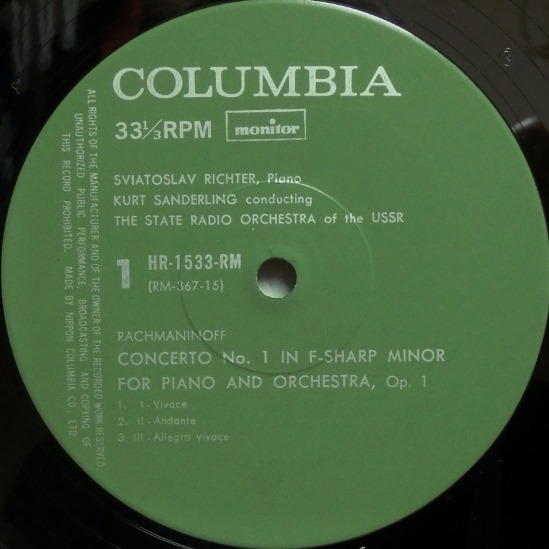 COLUMBIA
33⅓RPM monitor
SVIATOSLAV RICHTER, Piano
KURT SANDERLING conducting
THE STATE RADIO ORCHESTRA of the USSR
1 HR-1533-RM
(RM-367-15)
RACHMANINOFF
CONCERTO No. 1 IN F-SHARP MINOR
FOR PIANO AND ORCHESTRA, Op. 1
1. I-Vivace
2. II-Andante
3. III-Allegro vivace
ALL RIGHTS OF THE MANUFACTURER AND OF THE OWNER OF THE RECORDED WORK RESERVED.
UNAUTHORIZED PUBLIC PERFORMANCE, BROADCASTING AND COPYING OF
THIS RECORD PROHIBITED. MADE BY NIPPON COLUMBIA CO., LTD.